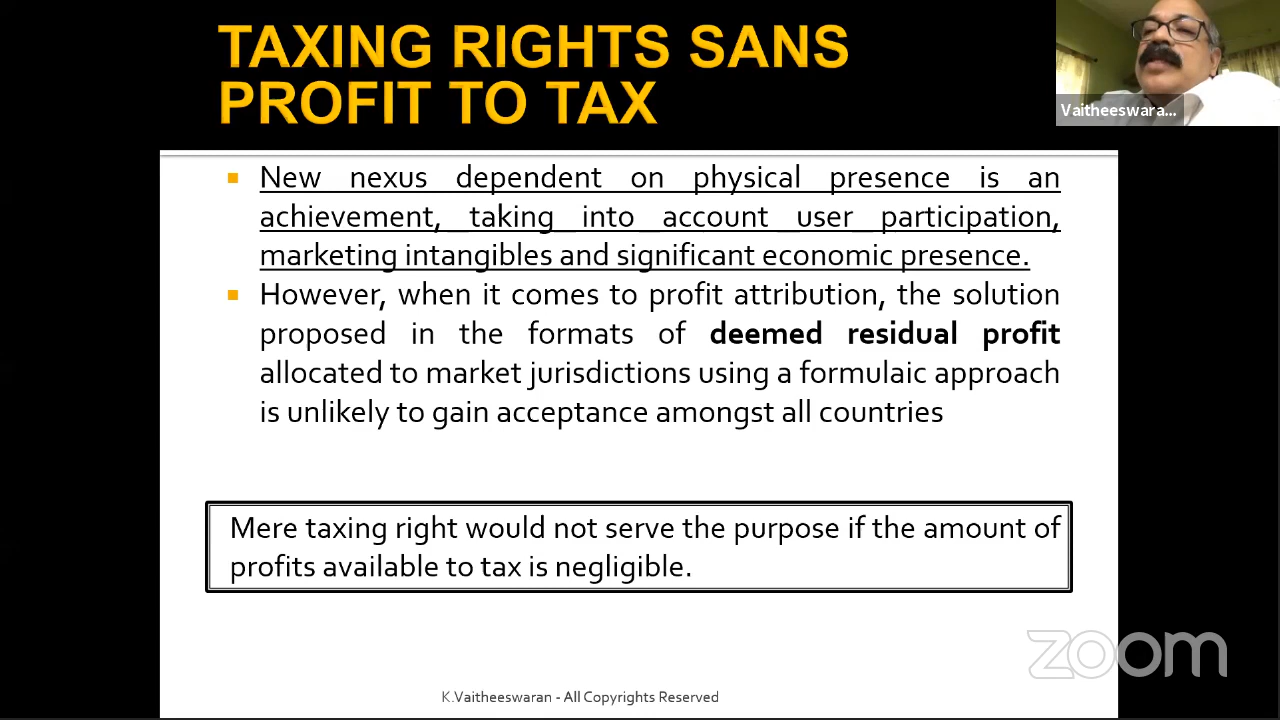 TAXING RIGHTS SANS
PROFIT TO TAX
Vaitheeswara...
New nexus dependent on physical presence is an
achievement, taking into account user participation,
marketing intangibles and significant economic presence.
However, when it comes to profit attribution, the solution
proposed in the formats of deemed residual profit
allocated to market jurisdictions using a formulaic approach
is unlikely to gain acceptance amongst all countries
Mere taxing right would not serve the purpose if the amount of
profits available to tax is negligible.
zoom
K.Vaitheeswaran - All Copyrights Reserved